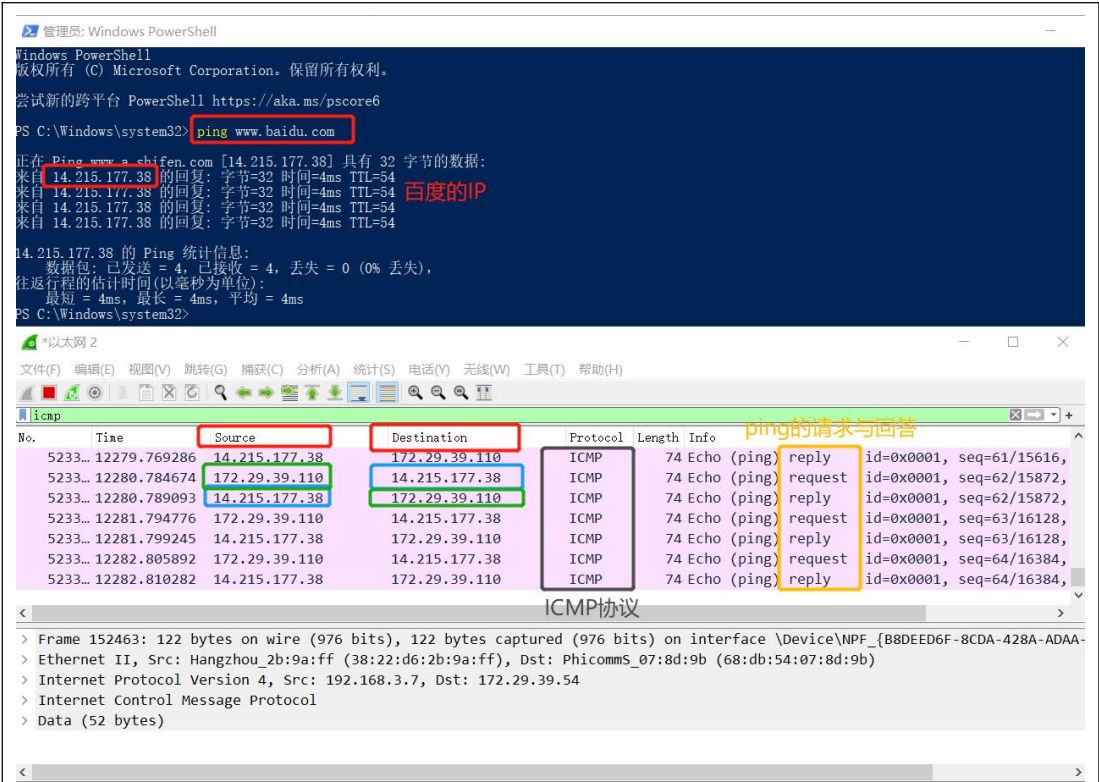 管理员: Windows PowerShell
Windows PowerShell
版权所有 (C) Microsoft Corporation。保留所有权利。
尝试新的跨平台 PowerShell https://aka.ms/pscore6
PS C:\Windows\system32> ping www.baidu.com
正在 Ping www.a.shifen.com [14.215.177.38] 具有 32 字节的数据:
来自 14.215.177.38 的回复: 字节=32 时间=4ms TTL=54
来自 14.215.177.38 的回复: 字节=32 时间=4ms TTL=54
百度的IP
来自 14.215.177.38 的回复: 字节=32 时间=4ms TTL=54
来自 14.215.177.38 的回复: 字节=32 时间=4ms TTL=54
14.215.177.38 的 Ping 统计信息:
数据包: 已发送 = 4, 已接收 = 4, 丢失 = 0 (0% 丢失),
往返行程的估计时间(以毫秒为单位):
最短 = 4ms, 最长 = 4ms, 平均 = 4ms
PS C:\Windows\system32>
*以太网 2
文件(F) 编辑(E) 视图(V) 跳转(G) 捕获(C) 分析(A) 统计(S) 电话(Y) 无线(W) 工具(T) 帮助(H)
icmp
ping的请求与回答
No. Time Source Destination Protocol Length Info
5233… 12279.769286 14.215.177.38 172.29.39.110 ICMP 74 Echo (ping) reply id=0x0001, seq=61/15616,
5233… 12280.784674 172.29.39.110 14.215.177.38 ICMP 74 Echo (ping) request id=0x0001, seq=62/15872,
5233… 12280.789093 14.215.177.38 172.29.39.110 ICMP 74 Echo (ping) reply id=0x0001, seq=62/15872,
5233… 12281.794776 172.29.39.110 14.215.177.38 ICMP 74 Echo (ping) request id=0x0001, seq=63/16128,
5233… 12281.799245 14.215.177.38 172.29.39.110 ICMP 74 Echo (ping) reply id=0x0001, seq=63/16128,
5233… 12282.805892 172.29.39.110 14.215.177.38 ICMP 74 Echo (ping) request id=0x0001, seq=64/16384,
5233… 12282.810282 14.215.177.38 172.29.39.110 ICMP 74 Echo (ping) reply id=0x0001, seq=64/16384,
ICMP协议
Frame 152463: 122 bytes on wire (976 bits), 122 bytes captured (976 bits) on interface \Device\NPF_{B8DEED6F-8CDA-428A-ADAA-
Ethernet II, Src: Hangzhou_2b:9a:ff (38:22:d6:2b:9a:ff), Dst: PhicommS_07:8d:9b (68:db:54:07:8d:9b)
Internet Protocol Version 4, Src: 192.168.3.7, Dst: 172.29.39.54
Internet Control Message Protocol
Data (52 bytes)